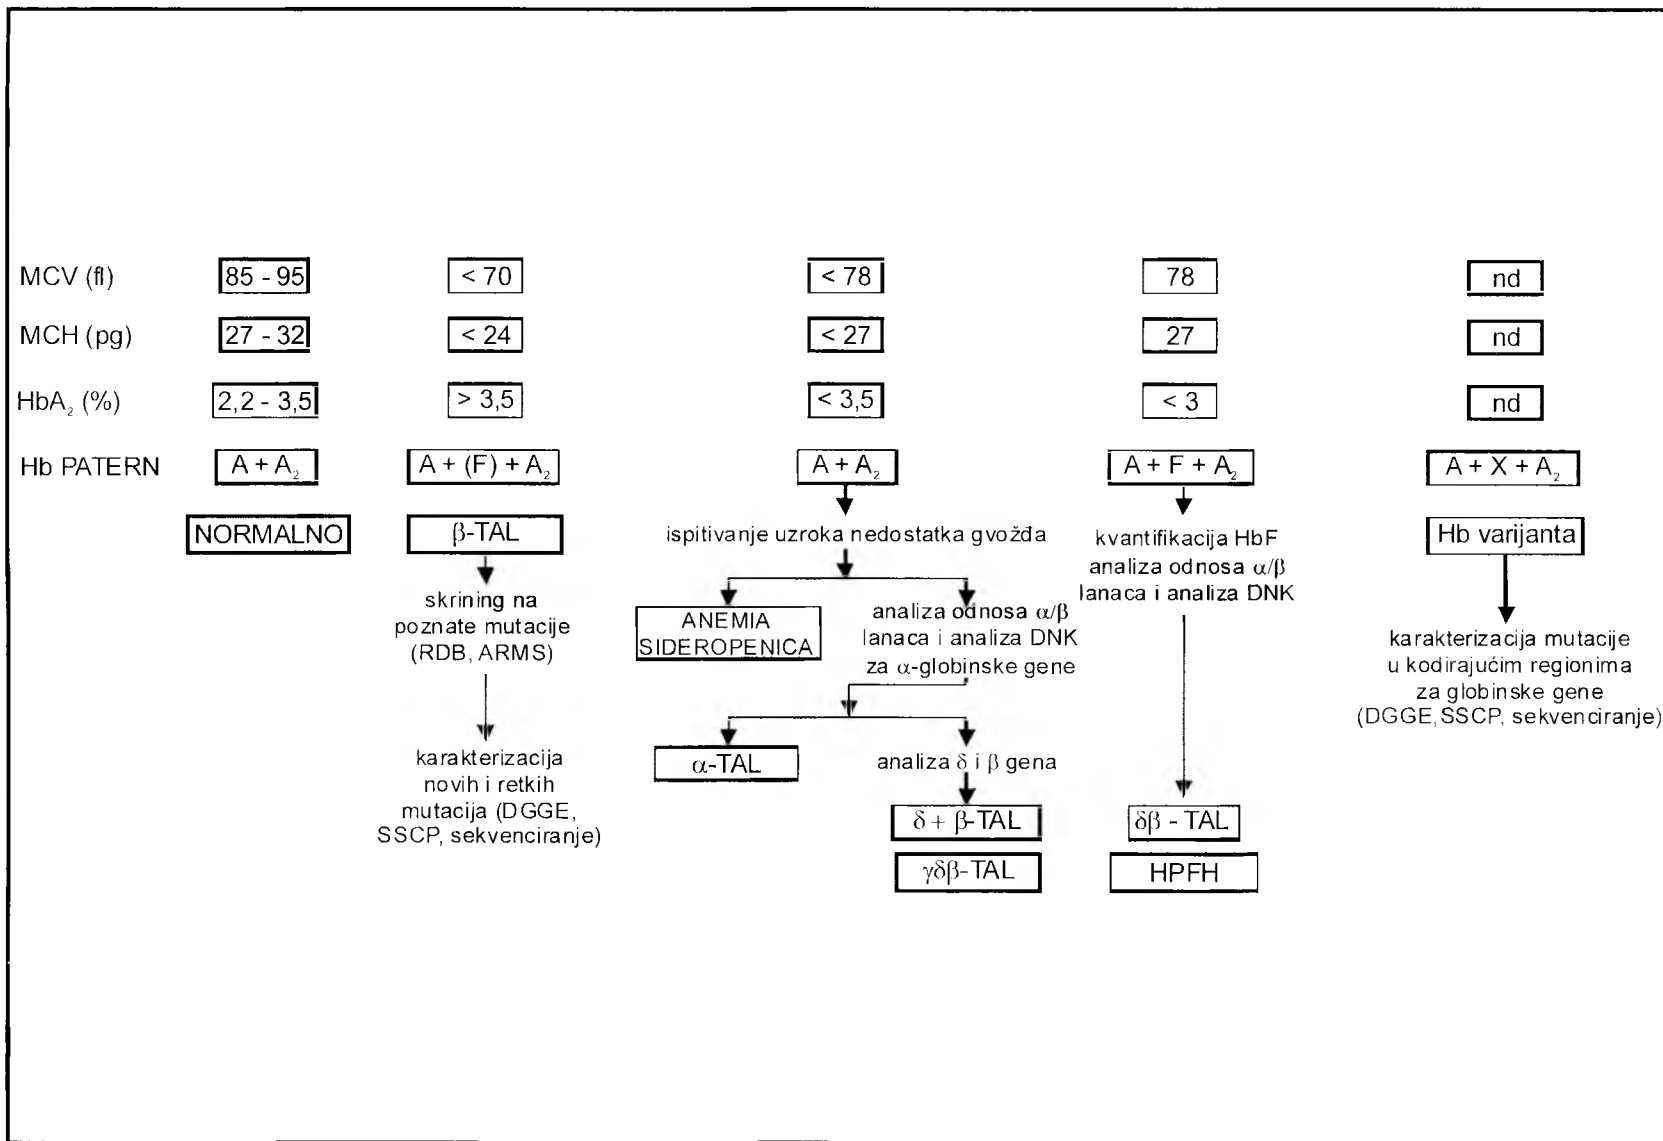 MCV (fl) 85 - 95 < 70 < 78 78 nd
MCH (pg) 27 - 32 < 24 < 27 27 nd
HbA₂ (%) 2,2 - 3,5 > 3,5 < 3,5 < 3 nd
Hb PATERN A + A₂ A + (F) + A₂ A + A₂ A + F + A₂ A + X + A₂
NORMALNO
β-TAL
skrining na
poznate mutacije
(RDB, ARMS)
karakterizacija
novih i retkih
mutacija (DGGE,
SSCP, sekvenciranje)
ispitivanje uzroka nedostatka gvožđa
ANEMIA
SIDEROPENICA
analiza odnosa α/β
lanaca i analiza DNK
za α-globinske gene
α-TAL
analiza δ i β gena
δ + β-TAL
γδβ-TAL
kvantifikacija HbF
analiza odnosa α/β
lanaca i analiza DNK
δβ - TAL
HPFH
Hb varijanta
karakterizacija mutacije
u kodirajućim regionima
za globinske gene
(DGGE, SSCP, sekvenciranje)